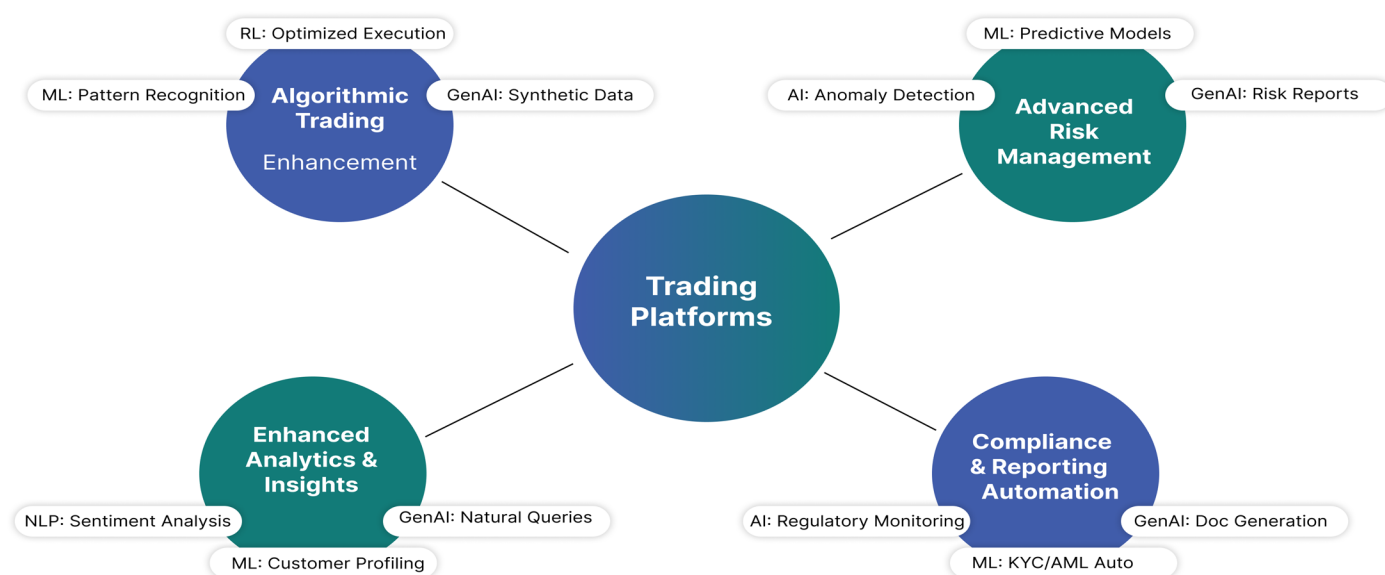 RL: Optimized Execution
ML: Pattern Recognition
GenAI: Synthetic Data
Algorithmic
Trading
Enhancement
ML: Predictive Models
AI: Anomaly Detection
GenAI: Risk Reports
Advanced
Risk
Management
Trading
Platforms
Enhanced
Analytics &
Insights
NLP: Sentiment Analysis
GenAI: Natural Queries
ML: Customer Profiling
Compliance
& Reporting
Automation
AI: Regulatory Monitoring
GenAI: Doc Generation
ML: KYC/AML Auto